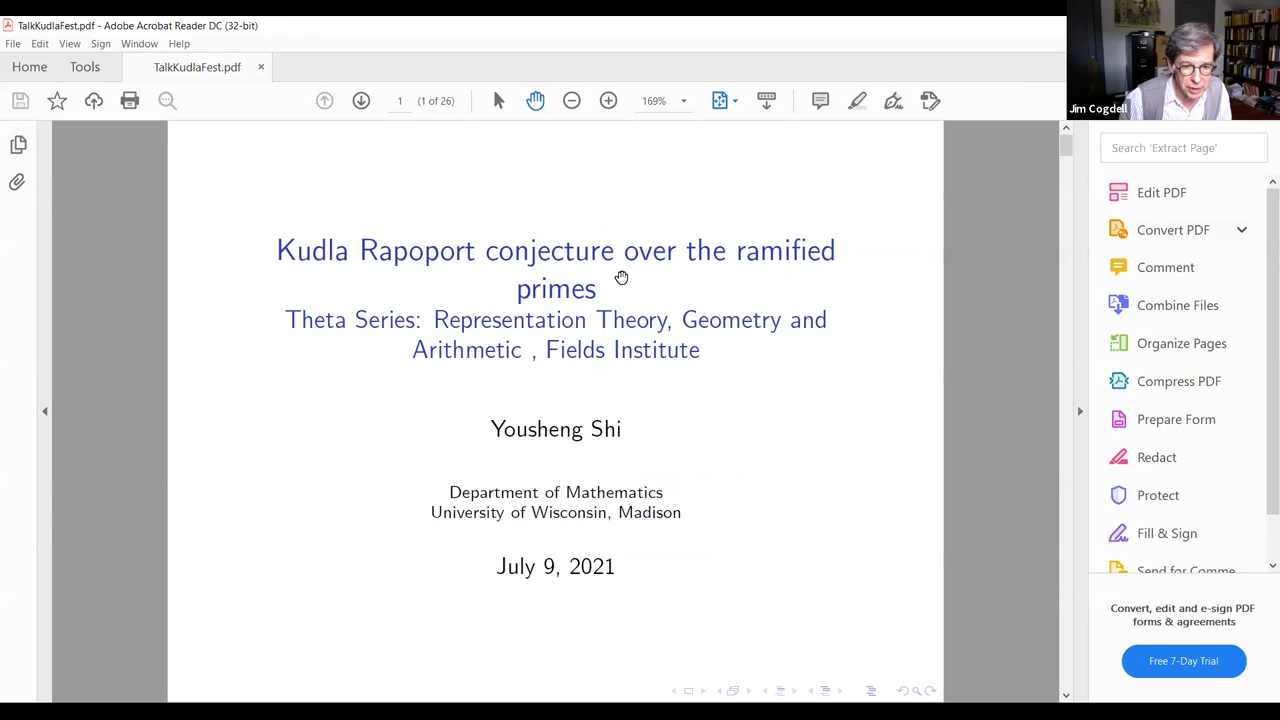 TalkKudlaFest.pdf - Adobe Acrobat Reader DC (32-bit)
File Edit View Sign Window Help
Home Tools TalkKudlaFest.pdf ×
1 (1 of 26) 169%
Jim Cogdell
Search 'Extract Page'
Edit PDF
Convert PDF
Comment
Combine Files
Organize Pages
Compress PDF
Prepare Form
Redact
Protect
Fill & Sign
Send for Comme
Convert, edit and e-sign PDF
forms & agreements
Free 7-Day Trial
Kudla Rapoport conjecture over the ramified
primes
Theta Series: Representation Theory, Geometry and
Arithmetic , Fields Institute
Yousheng Shi
Department of Mathematics
University of Wisconsin, Madison
July 9, 2021